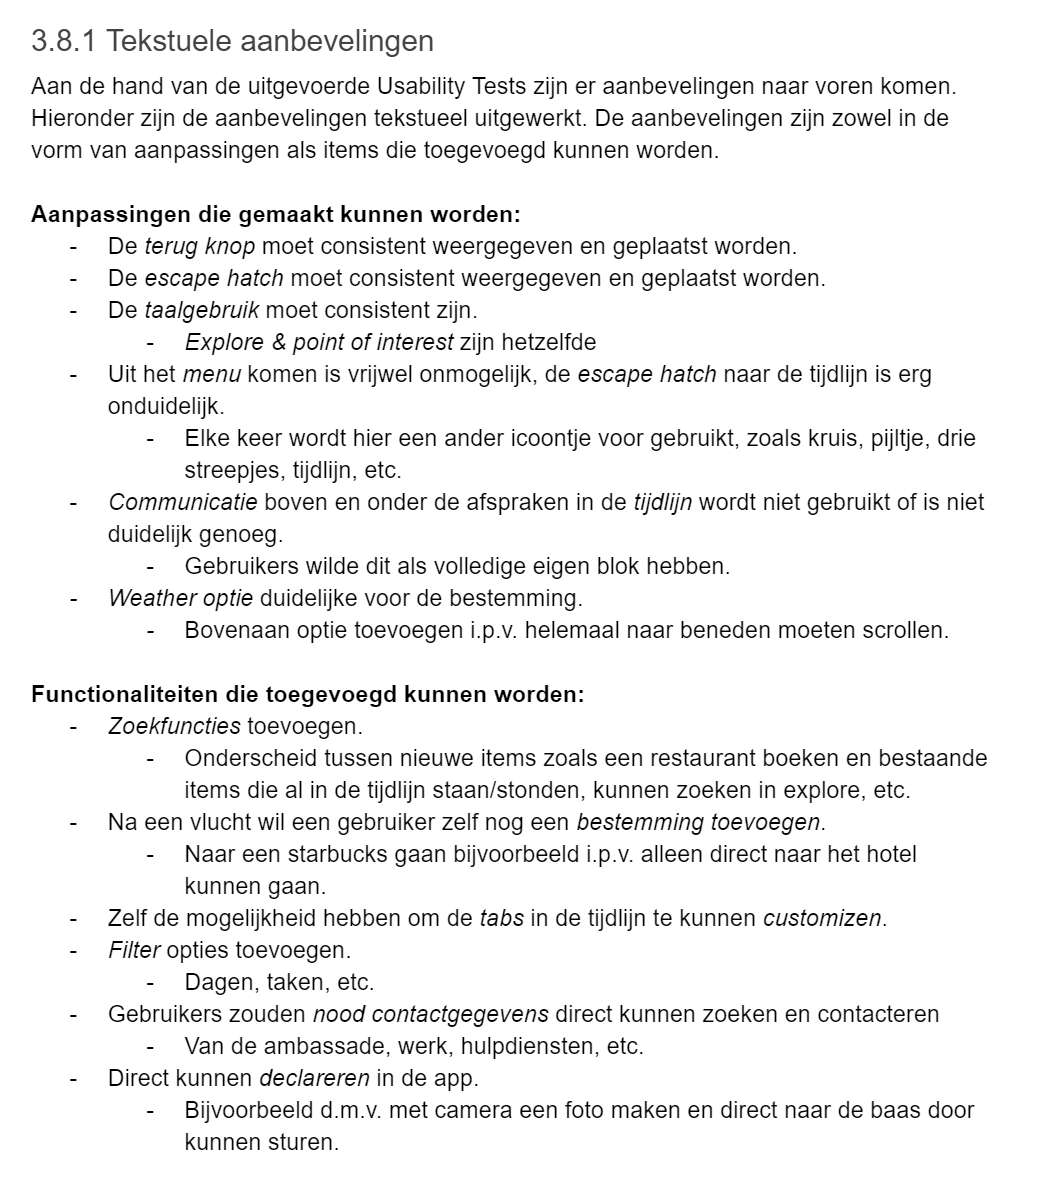 3.8.1 Tekstuele aanbevelingen
Aan de hand van de uitgevoerde Usability Tests zijn er aanbevelingen naar voren komen.
Hieronder zijn de aanbevelingen tekstueel uitgewerkt. De aanbevelingen zijn zowel in de
vorm van aanpassingen als items die toegevoegd kunnen worden.
Aanpassingen die gemaakt kunnen worden:
- De terug knop moet consistent weergegeven en geplaatst worden.
- De escape hatch moet consistent weergegeven en geplaatst worden.
- De taalgebruik moet consistent zijn.
- Explore & point of interest zijn hetzelfde
- Uit het menu komen is vrijwel onmogelijk, de escape hatch naar de tijdlijn is erg
onduidelijk.
- Elke keer wordt hier een ander icoontje voor gebruikt, zoals kruis, pijltje, drie
streepjes, tijdlijn, etc.
- Communicatie boven en onder de afspraken in de tijdlijn wordt niet gebruikt of is niet
duidelijk genoeg.
- Gebruikers wilde dit als volledige eigen blok hebben.
- Weather optie duidelijke voor de bestemming.
- Bovenaan optie toevoegen i.p.v. helemaal naar beneden moeten scrollen.
Functionaliteiten die toegevoegd kunnen worden:
- Zoekfuncties toevoegen.
- Onderscheid tussen nieuwe items zoals een restaurant boeken en bestaande
items die al in de tijdlijn staan/stonden, kunnen zoeken in explore, etc.
- Na een vlucht wil een gebruiker zelf nog een bestemming toevoegen.
- Naar een starbucks gaan bijvoorbeeld i.p.v. alleen direct naar het hotel
kunnen gaan.
- Zelf de mogelijkheid hebben om de tabs in de tijdlijn te kunnen customizen.
- Filter opties toevoegen.
- Dagen, taken, etc.
- Gebruikers zouden nood contactgegevens direct kunnen zoeken en contacteren
- Van de ambassade, werk, hulpdiensten, etc.
- Direct kunnen declareren in de app.
- Bijvoorbeeld d.m.v. met camera een foto maken en direct naar de baas door
kunnen sturen.